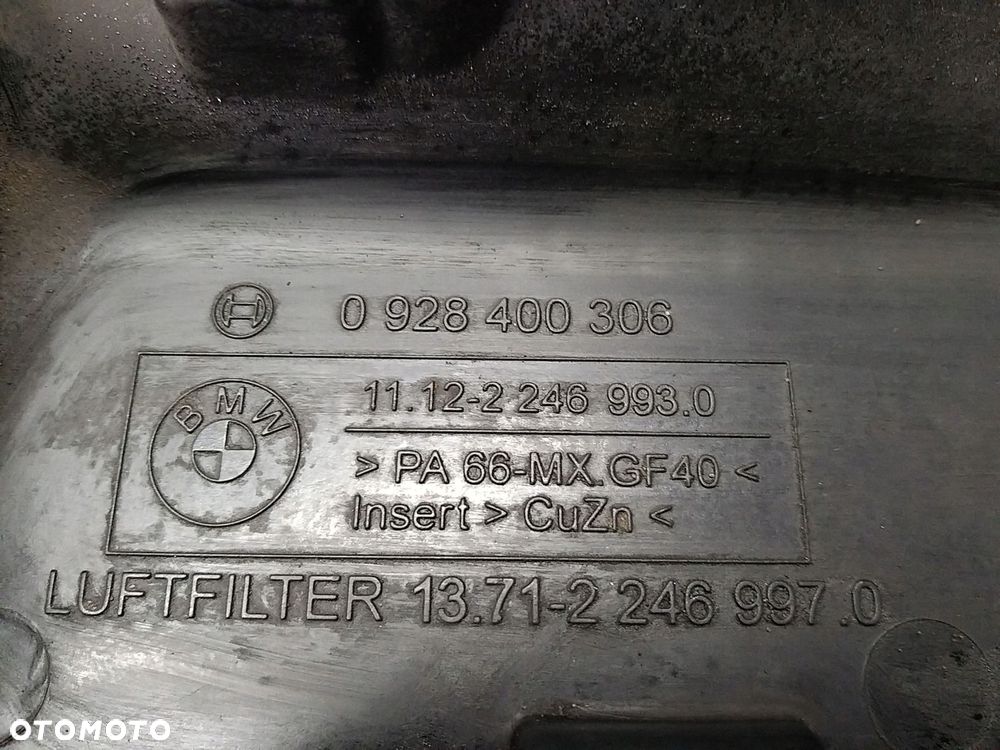 0 928 400 306
BMW
11.12-2 246 993.0
> PA 66-MX.GF40 <
Insert > CuZn <
LUFTFILTER 13.71-2 246 997.0
OTOMOTO